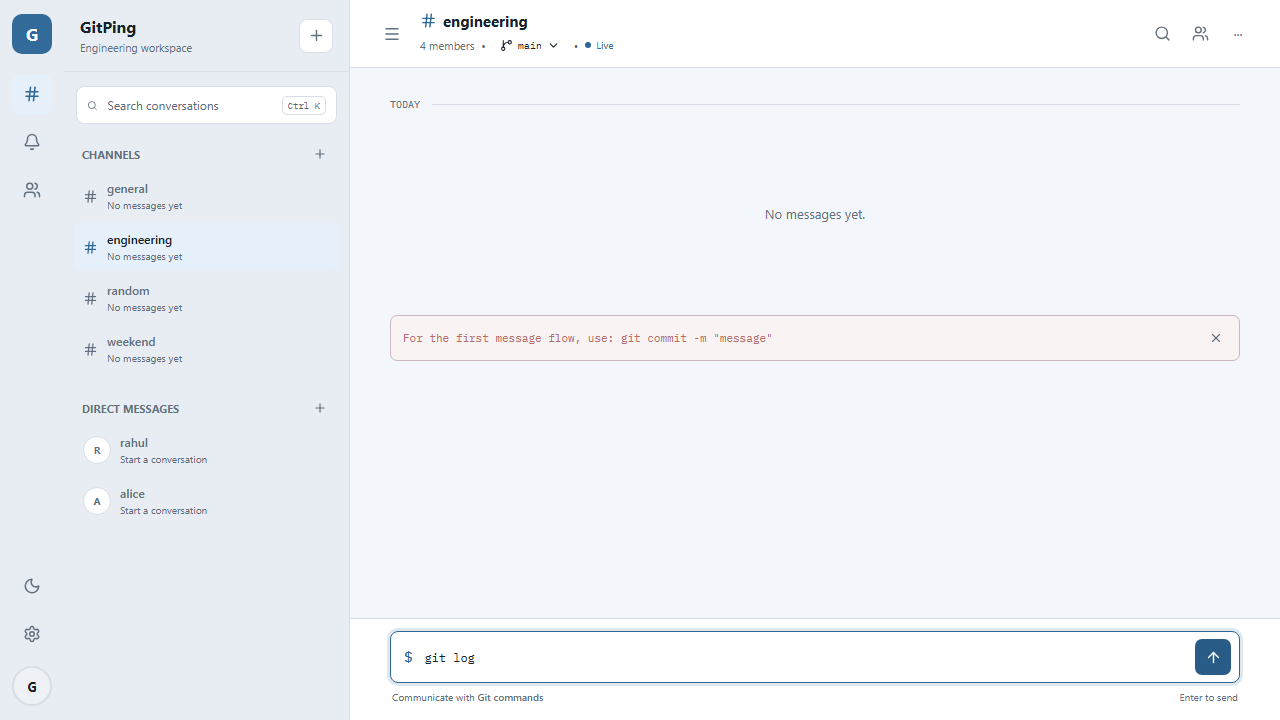 G
GitPing
Engineering workspace
Search conversations
Ctrl K
CHANNELS
general
No messages yet
engineering
No messages yet
random
No messages yet
weekend
No messages yet
DIRECT MESSAGES
R
rahul
Start a conversation
A
alice
Start a conversation
G
# engineering
4 members • main • Live
TODAY
No messages yet.
For the first message flow, use: git commit -m "message"
$ git log
Communicate with Git commands
Enter to send